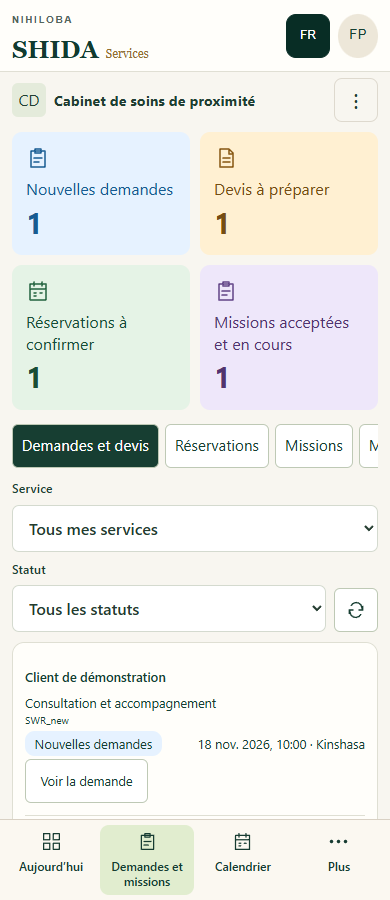 NIHILOBA
SHIDA Services
FR
FP
CD
Cabinet de soins de proximité
Nouvelles demandes
1
Devis à préparer
1
Réservations à
confirmer
1
Missions acceptées
et en cours
1
Demandes et devis
Réservations
Missions
M
Service
Tous mes services
Statut
Tous les statuts
Client de démonstration
Consultation et accompagnement
SWR_new
Nouvelles demandes
18 nov. 2026, 10:00 · Kinshasa
Voir la demande
Aujourd'hui
Demandes et
missions
Calendrier
Plus